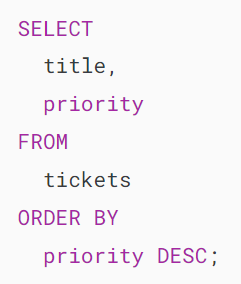 SELECT
  title,
  priority
FROM
  tickets
ORDER BY
  priority DESC;